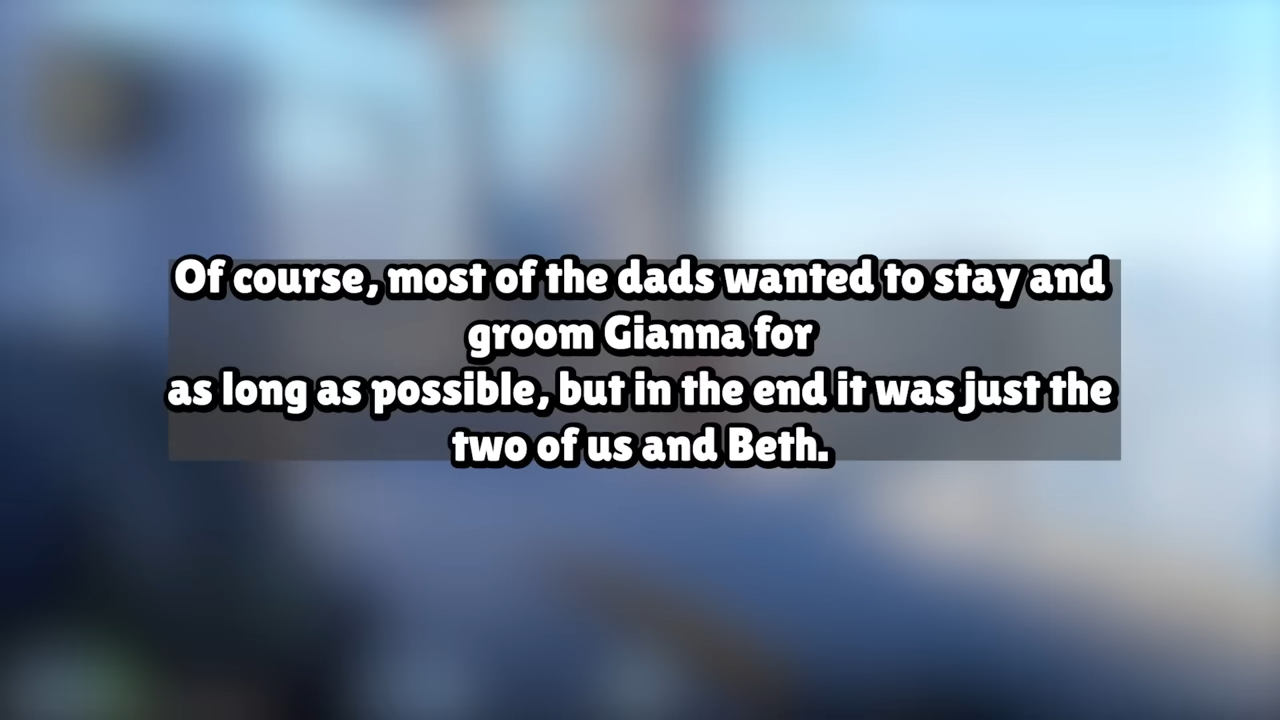 Of course, most of the dads wanted to stay and
groom Gianna for
as long as possible, but in the end it was just the
two of us and Beth.